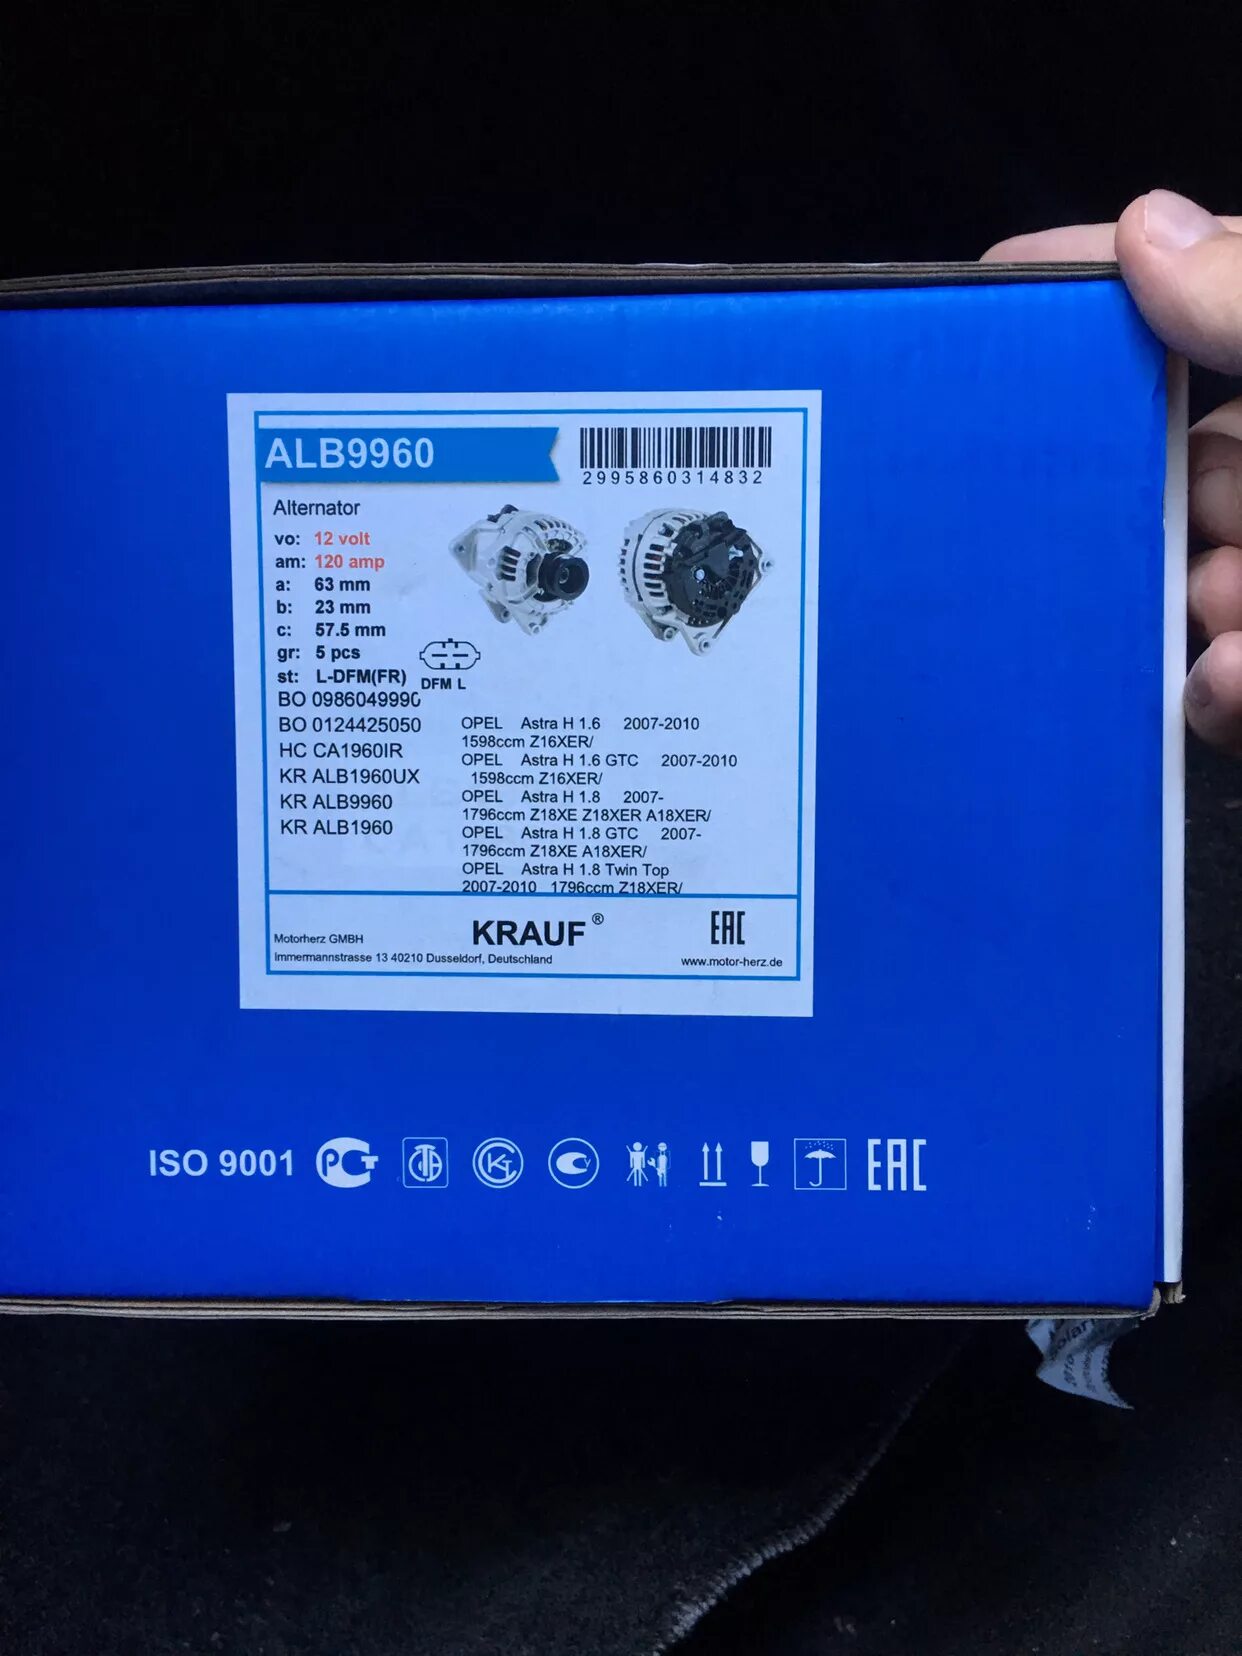 ALB9960
2995860314832
Alternator
vo: 12 volt
am: 120 amp
a: 63 mm
b: 23 mm
c: 57.5 mm
gr: 5 pcs
st: L-DFM(FR)
DFM L
BO 0986049990
BO 0124425050
HC CA1960IR
KR ALB1960UX
KR ALB9960
KR ALB1960
OPEL Astra H 1.6 2007-2010
1598ccm Z16XER/
OPEL Astra H 1.6 GTC 2007-2010
1598ccm Z16XER/
OPEL Astra H 1.8 2007-
1796ccm Z18XE Z18XER A18XER/
OPEL Astra H 1.8 GTC 2007-
1796ccm Z18XE A18XER/
OPEL Astra H 1.8 Twin Top
2007-2010 1796ccm Z18XER/
Motorherz GMBH
KRAUF®
EAC
Immermannstrasse 13 40210 Dusseldorf, Deutschland
www.motor-herz.de
ISO 9001 EAC